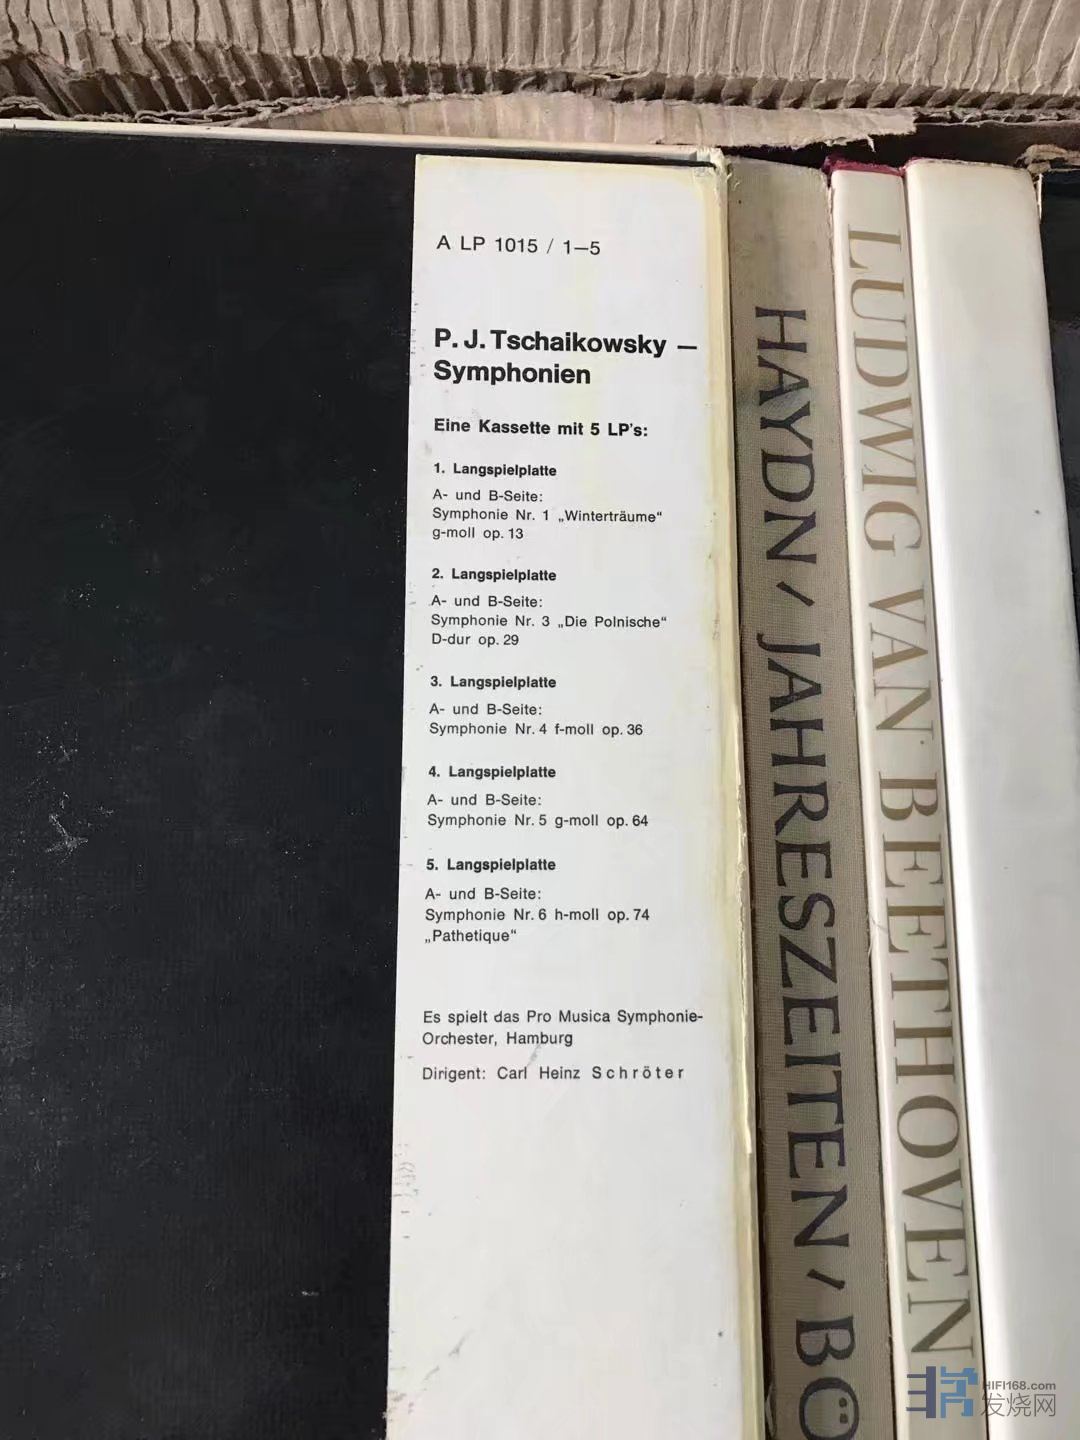 A LP 1015 / 1—5
P. J. Tschaikowsky —
Symphonien
Eine Kassette mit 5 LP's:
1. Langspielplatte
A- und B-Seite:
Symphonie Nr. 1 „Winterträume“
g-moll op. 13
2. Langspielplatte
A- und B-Seite:
Symphonie Nr. 3 „Die Polnische“
D-dur op. 29
3. Langspielplatte
A- und B-Seite:
Symphonie Nr. 4 f-moll op. 36
4. Langspielplatte
A- und B-Seite:
Symphonie Nr. 5 g-moll op. 64
5. Langspielplatte
A- und B-Seite:
Symphonie Nr. 6 h-moll op. 74
„Pathetique“
Es spielt das Pro Musica Symphonie-
Orchester, Hamburg
Dirigent: Carl Heinz Schröter
HAYDN / JAHRESZEITEN / BÖ
LUDWIG VAN BEETHOVEN
HIFI168.com
发烧网